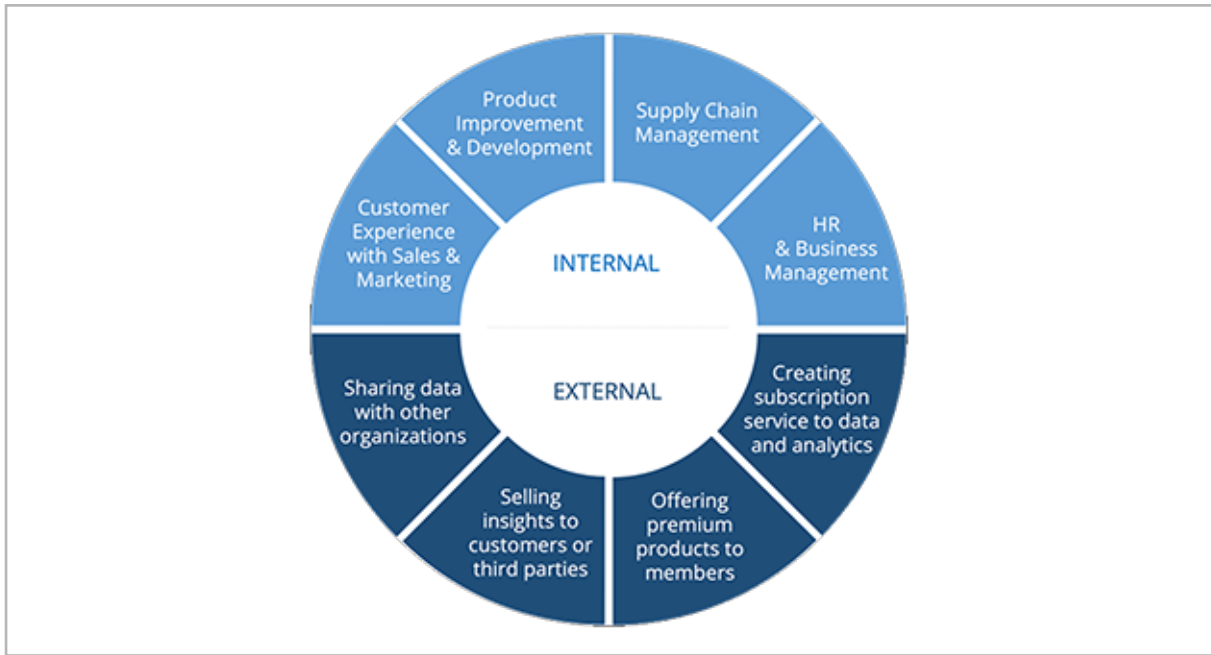 Product
Improvement
& Development
Supply Chain
Management
Customer
Experience
with Sales &
Marketing
HR
& Business
Management
INTERNAL
EXTERNAL
Sharing data
with other
organizations
Creating
subscription
service to data
and analytics
Selling
insights to
customers or
third parties
Offering
premium
products to
members